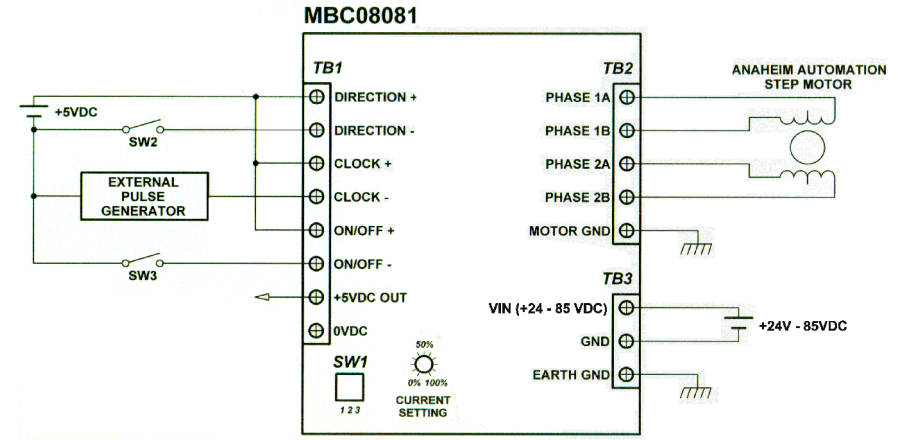 MBC08081
TB1
TB2
ANAHEIM AUTOMATION
STEP MOTOR
+5VDC
DIRECTION +
PHASE 1A
SW2
DIRECTION -
PHASE 1B
CLOCK +
PHASE 2A
EXTERNAL
PULSE
GENERATOR
CLOCK -
PHASE 2B
ON/OFF +
MOTOR GND
SW3
ON/OFF -
TB3
+5VDC OUT
VIN (+24 - 85 VDC)
0VDC
+24V - 85VDC
GND
50%
SW1
0% 100%
EARTH GND
1 2 3
CURRENT
SETTING